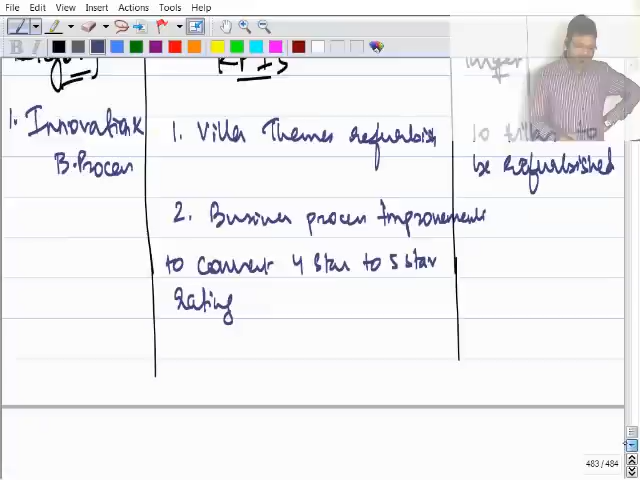 File Edit View Insert Actions Tools Help
B I
KPIs
Target
1. Innovation &
B. Process
1. Villa Themes refurbish
10 villas to
be refurbished
2. Business process Improvements
to convert 4 star to 5 star
rating
483 / 484